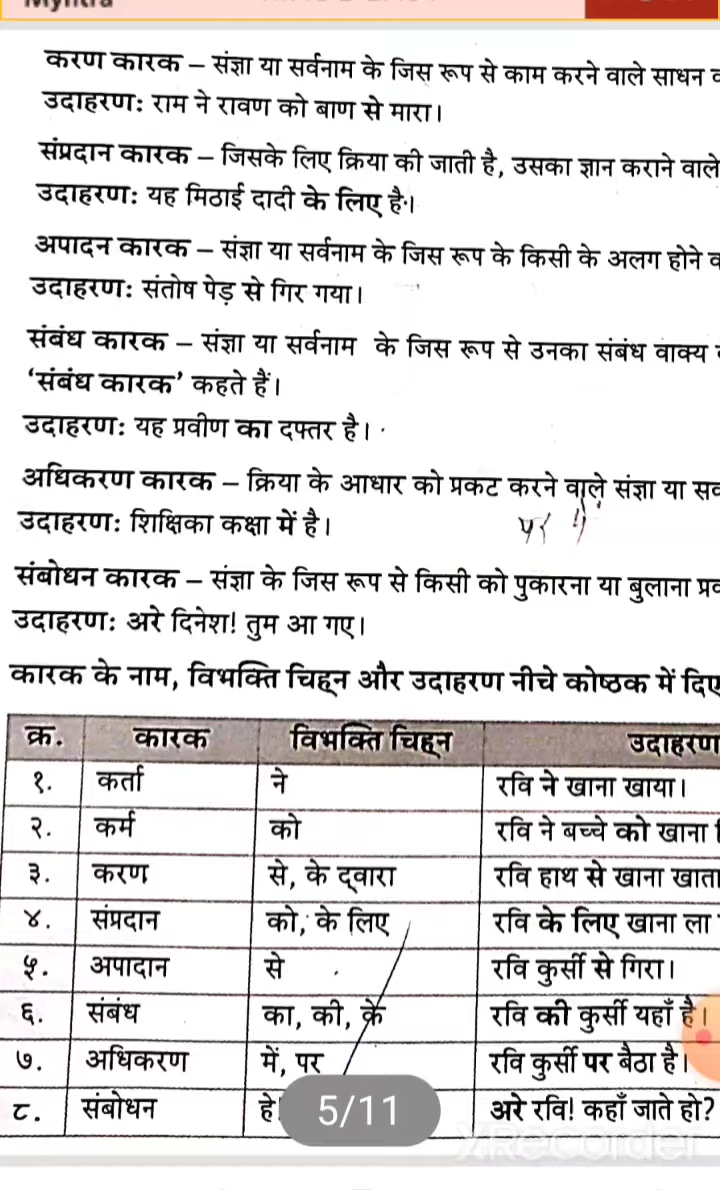 Myntra
करण कारक – संज्ञा या सर्वनाम के जिस रूप से काम करने वाले साधन
उदाहरण: राम ने रावण को बाण से मारा।
संप्रदान कारक – जिसके लिए क्रिया की जाती है, उसका ज्ञान कराने वाले
उदाहरण: यह मिठाई दादी के लिए है।
अपादन कारक – संज्ञा या सर्वनाम के जिस रूप के किसी के अलग होने
उदाहरण: संतोष पेड़ से गिर गया।
संबंध कारक – संज्ञा या सर्वनाम के जिस रूप से उनका संबंध वाक्य
‘संबंध कारक’ कहते हैं।
उदाहरण: यह प्रवीण का दफ्तर है।
अधिकरण कारक – क्रिया के आधार को प्रकट करने वाले संज्ञा या
उदाहरण: शिक्षिका कक्षा में है।
पर में
संबोधन कारक – संज्ञा के जिस रूप से किसी को पुकारना या बुलाना
उदाहरण: अरे दिनेश! तुम आ गए।
कारक के नाम, विभक्ति चिह्न और उदाहरण नीचे कोष्ठक में दिए
क्र. कारक विभक्ति चिह्न उदाहरण
१. कर्ता ने रवि ने खाना खाया।
२. कर्म को रवि ने बच्चे को खाना
३. करण से, के द्वारा रवि हाथ से खाना खाता
४. संप्रदान को, के लिए रवि के लिए खाना ला
५. अपादान से रवि कुर्सी से गिरा।
६. संबंध का, की, के रवि की कुर्सी यहाँ है।
७. अधिकरण में, पर रवि कुर्सी पर बैठा है।
८. संबोधन हे! अरे रवि! कहाँ जाते हो?
5/11
XRecorder